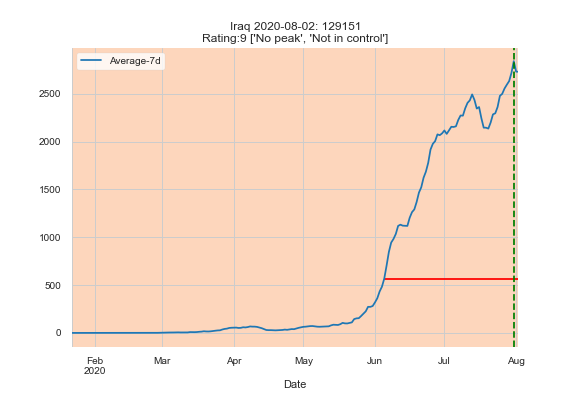 Iraq 2020-08-02: 129151
Rating:9 ['No peak', 'Not in control']
Average-7d
2500
2000
1500
1000
500
0
Feb Mar Apr May Jun Jul Aug
2020
Date